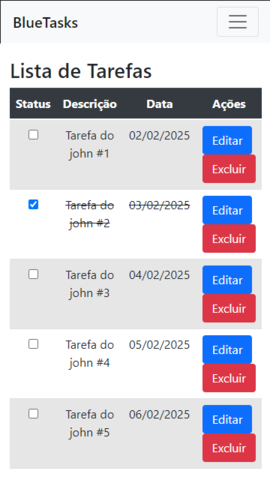 BlueTasks
Lista de Tarefas
Status Descrição Data Ações
Tarefa do 02/02/2025 Editar
john #1 Excluir
Tarefa do 03/02/2025 Editar
john #2 Excluir
Tarefa do 04/02/2025 Editar
john #3 Excluir
Tarefa do 05/02/2025 Editar
john #4 Excluir
Tarefa do 06/02/2025 Editar
john #5 Excluir